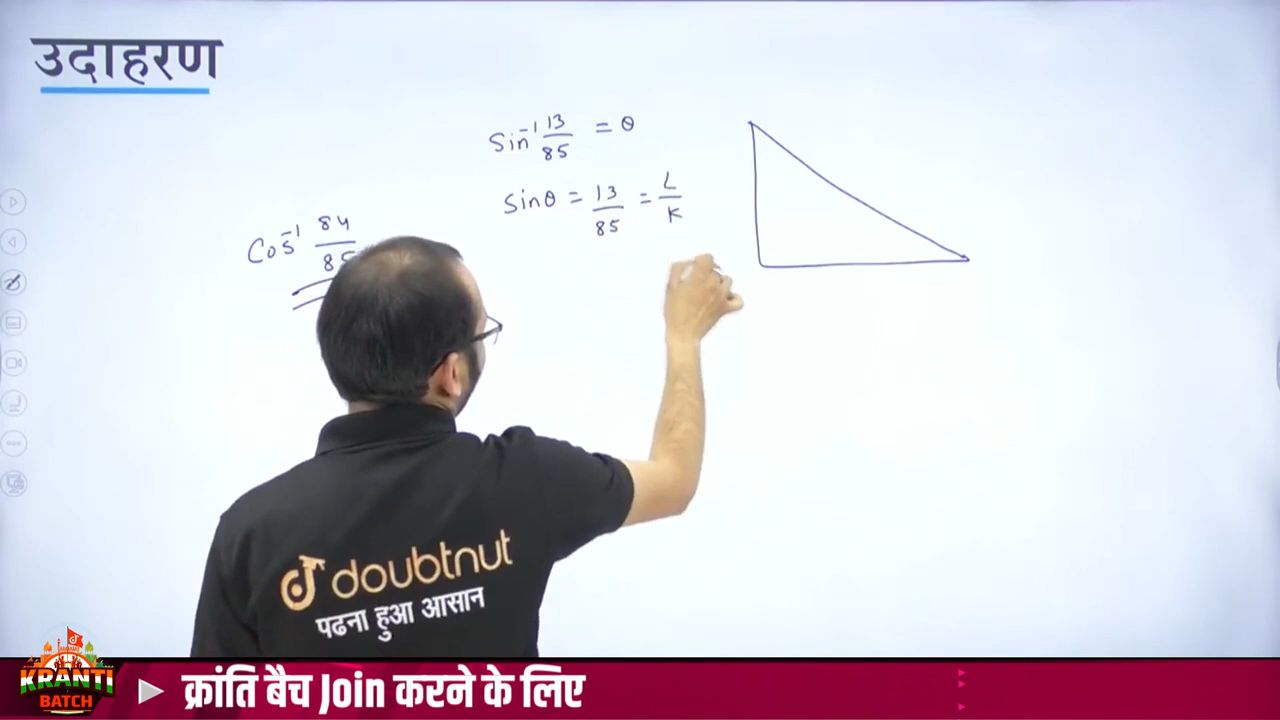 उदाहरण
Sin⁻¹ 13/85 = θ
Sinθ = 13/85 = L/K
Cos⁻¹ 84/85
doubtnut
पढना हुआ आसान
KRANTI
BATCH
क्रांति बैच Join करने के लिए